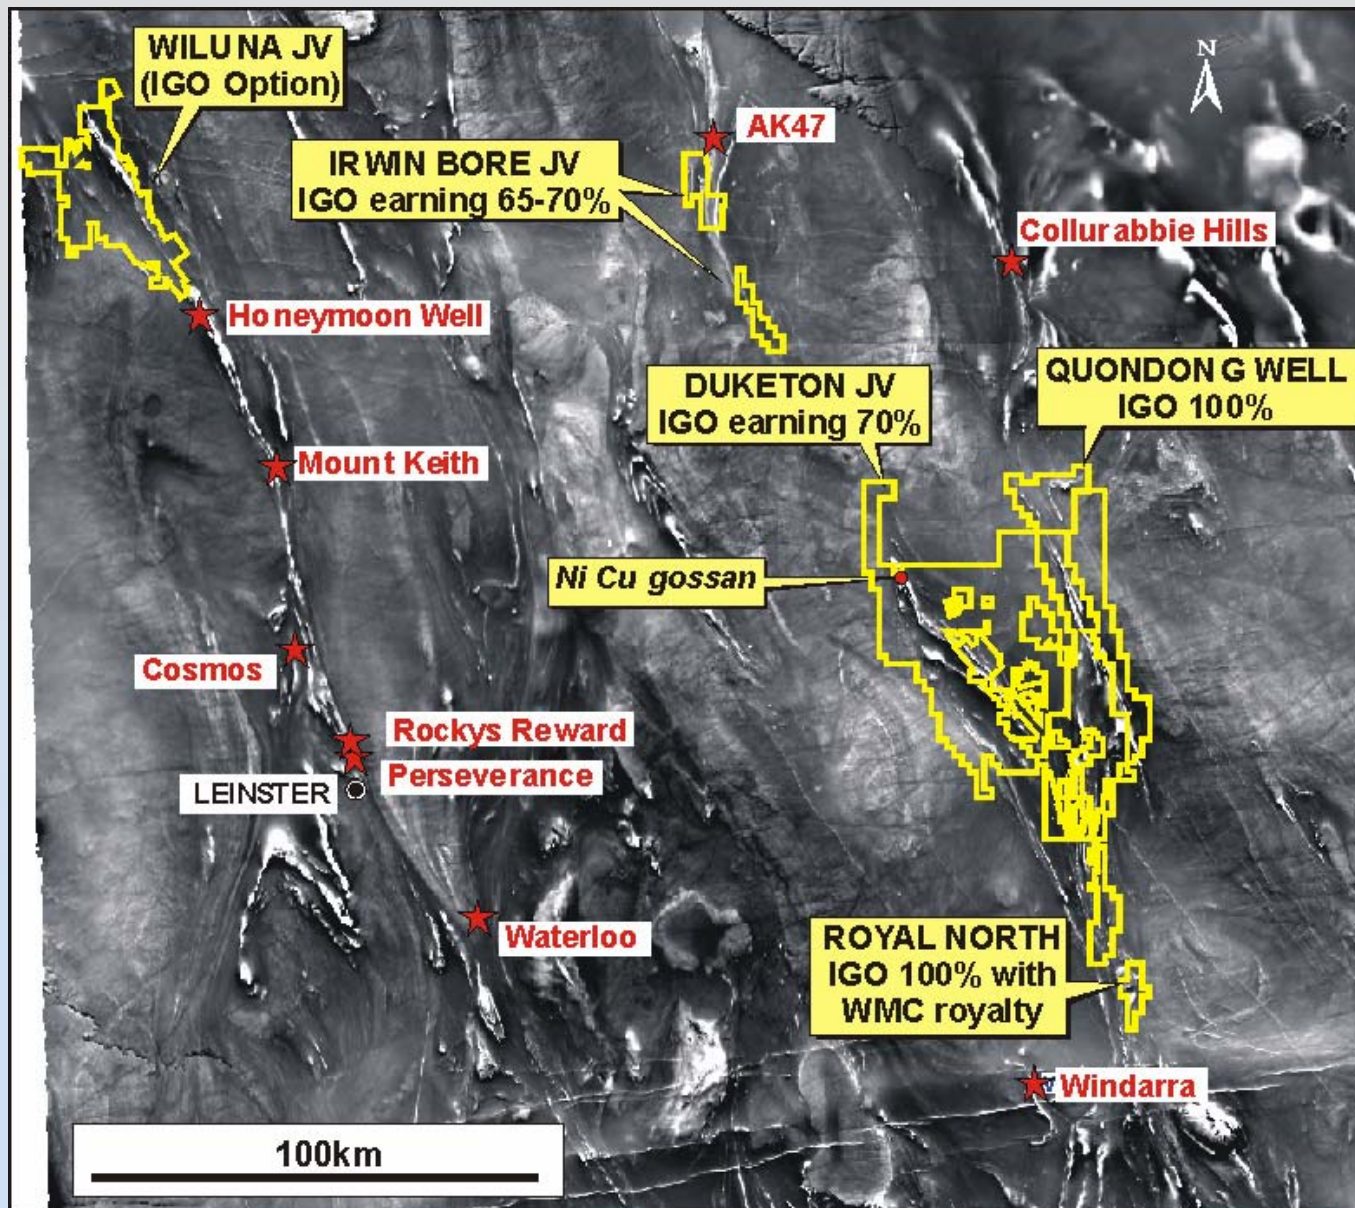 WILUNA JV
(IGO Option)
N
AK47
IRWIN BORE JV
IGO earning 65-70%
Collurabbie Hills
Honeymoon Well
DUKETON JV
IGO earning 70%
QUONDONG WELL
IGO 100%
Mount Keith
Ni Cu gossan
Cosmos
Rockys Reward
Perseverance
LEINSTER
Waterloo
ROYAL NORTH
IGO 100% with
WMC royalty
Windarra
100km